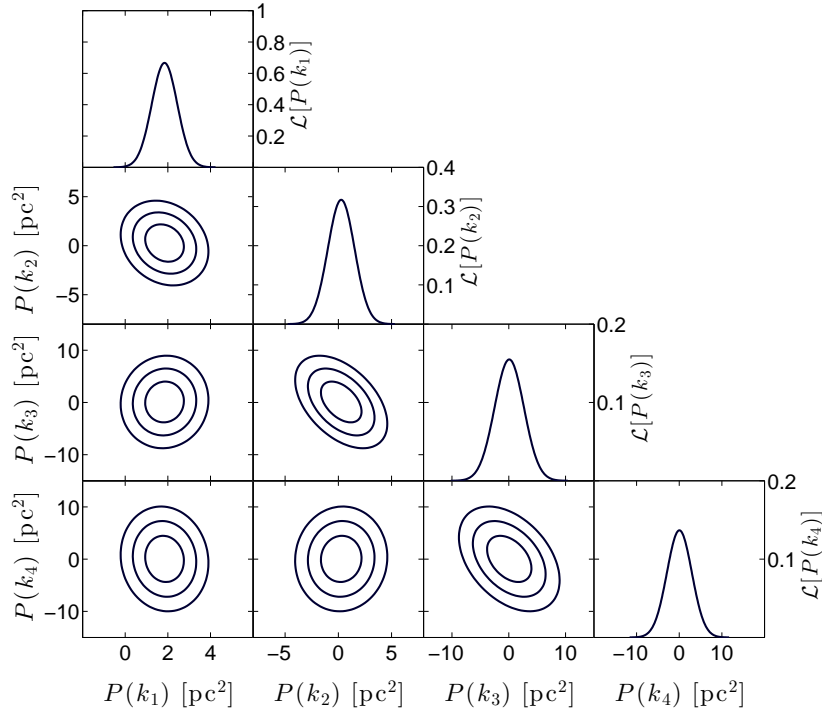 1
0.8
0.6
0.4
0.2
ℒ[P(k₁)]
5
0
−5
P(k₂) [pc²]
0.4
0.3
0.2
0.1
ℒ[P(k₂)]
10
0
−10
P(k₃) [pc²]
0.2
0.1
ℒ[P(k₃)]
10
0
−10
P(k₄) [pc²]
0.2
0.1
ℒ[P(k₄)]
0 2 4
−5 0 5
−10 0 10
−10 0 10
P(k₁) [pc²]
P(k₂) [pc²]
P(k₃) [pc²]
P(k₄) [pc²]